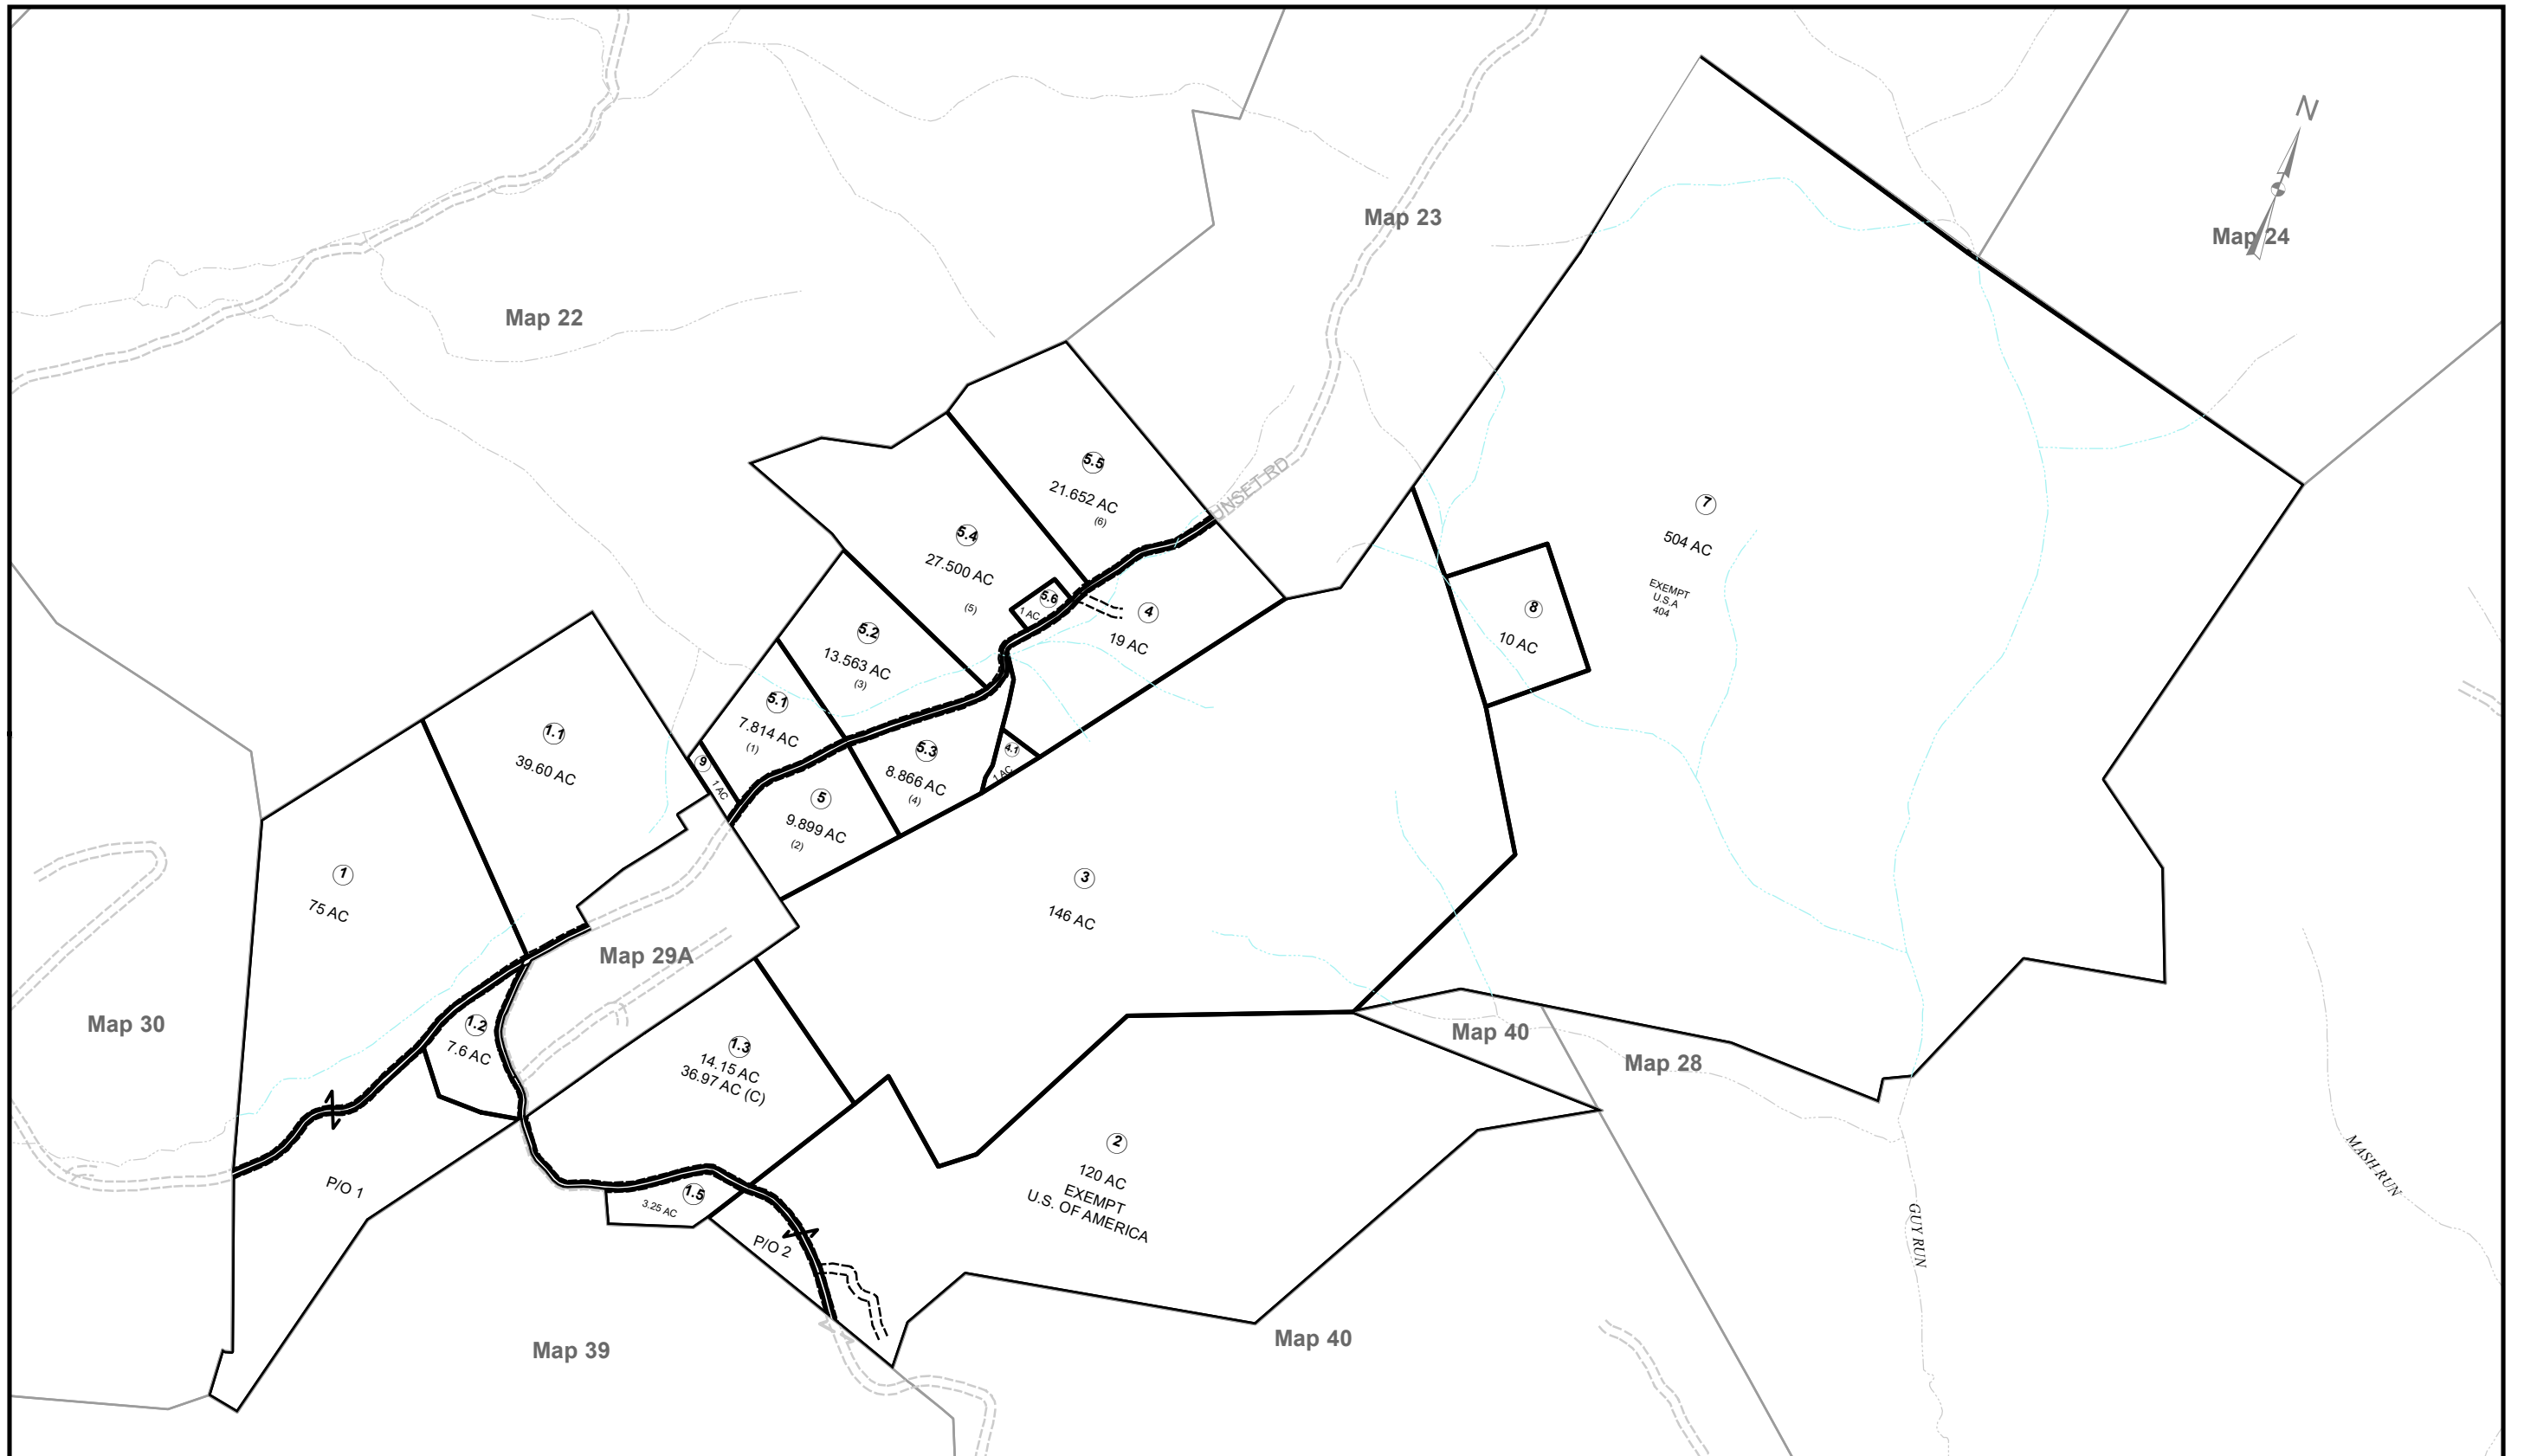 N
Map 23
Map 24
Map 22
5.5
21.652 AC
(6)
7
504 AC
EXEMPT
U.S.A
404
5.4
27.500 AC
(5)
5.6
1 AC
4
19 AC
8
10 AC
5.2
13.563 AC
(3)
5.1
7.814 AC
(1)
1.1
39.60 AC
9
1 AC
5.3
8.866 AC
(4)
4.1
1 AC
5
9.899 AC
(2)
1
75 AC
3
146 AC
Map 29A
Map 30
1.2
7.6 AC
1.3
14.15 AC
36.97 AC (C)
Map 40
Map 28
2
120 AC
EXEMPT
U.S. OF AMERICA
P/O 1
1.5
3.25 AC
P/O 2
MASH RUN
GUY RUN
Map 39
Map 40